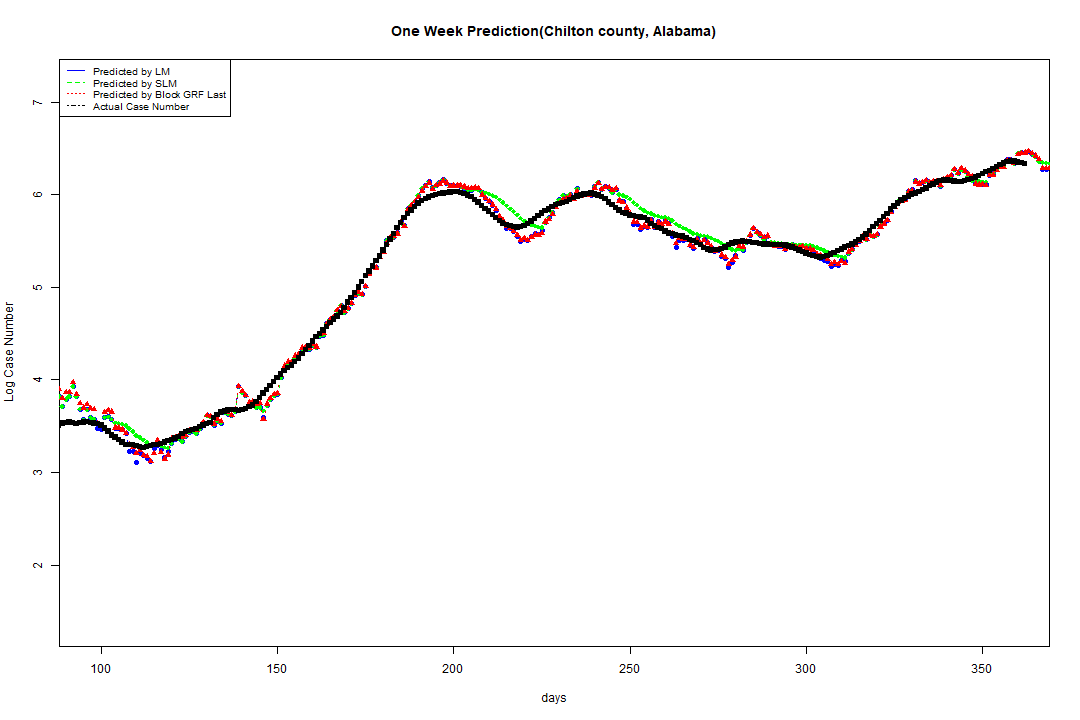 One Week Prediction(Chilton county, Alabama)
Predicted by LM
Predicted by SLM
Predicted by Block GRF Last
Actual Case Number
7
6
5
4
3
2
Log Case Number
100 150 200 250 300 350
days